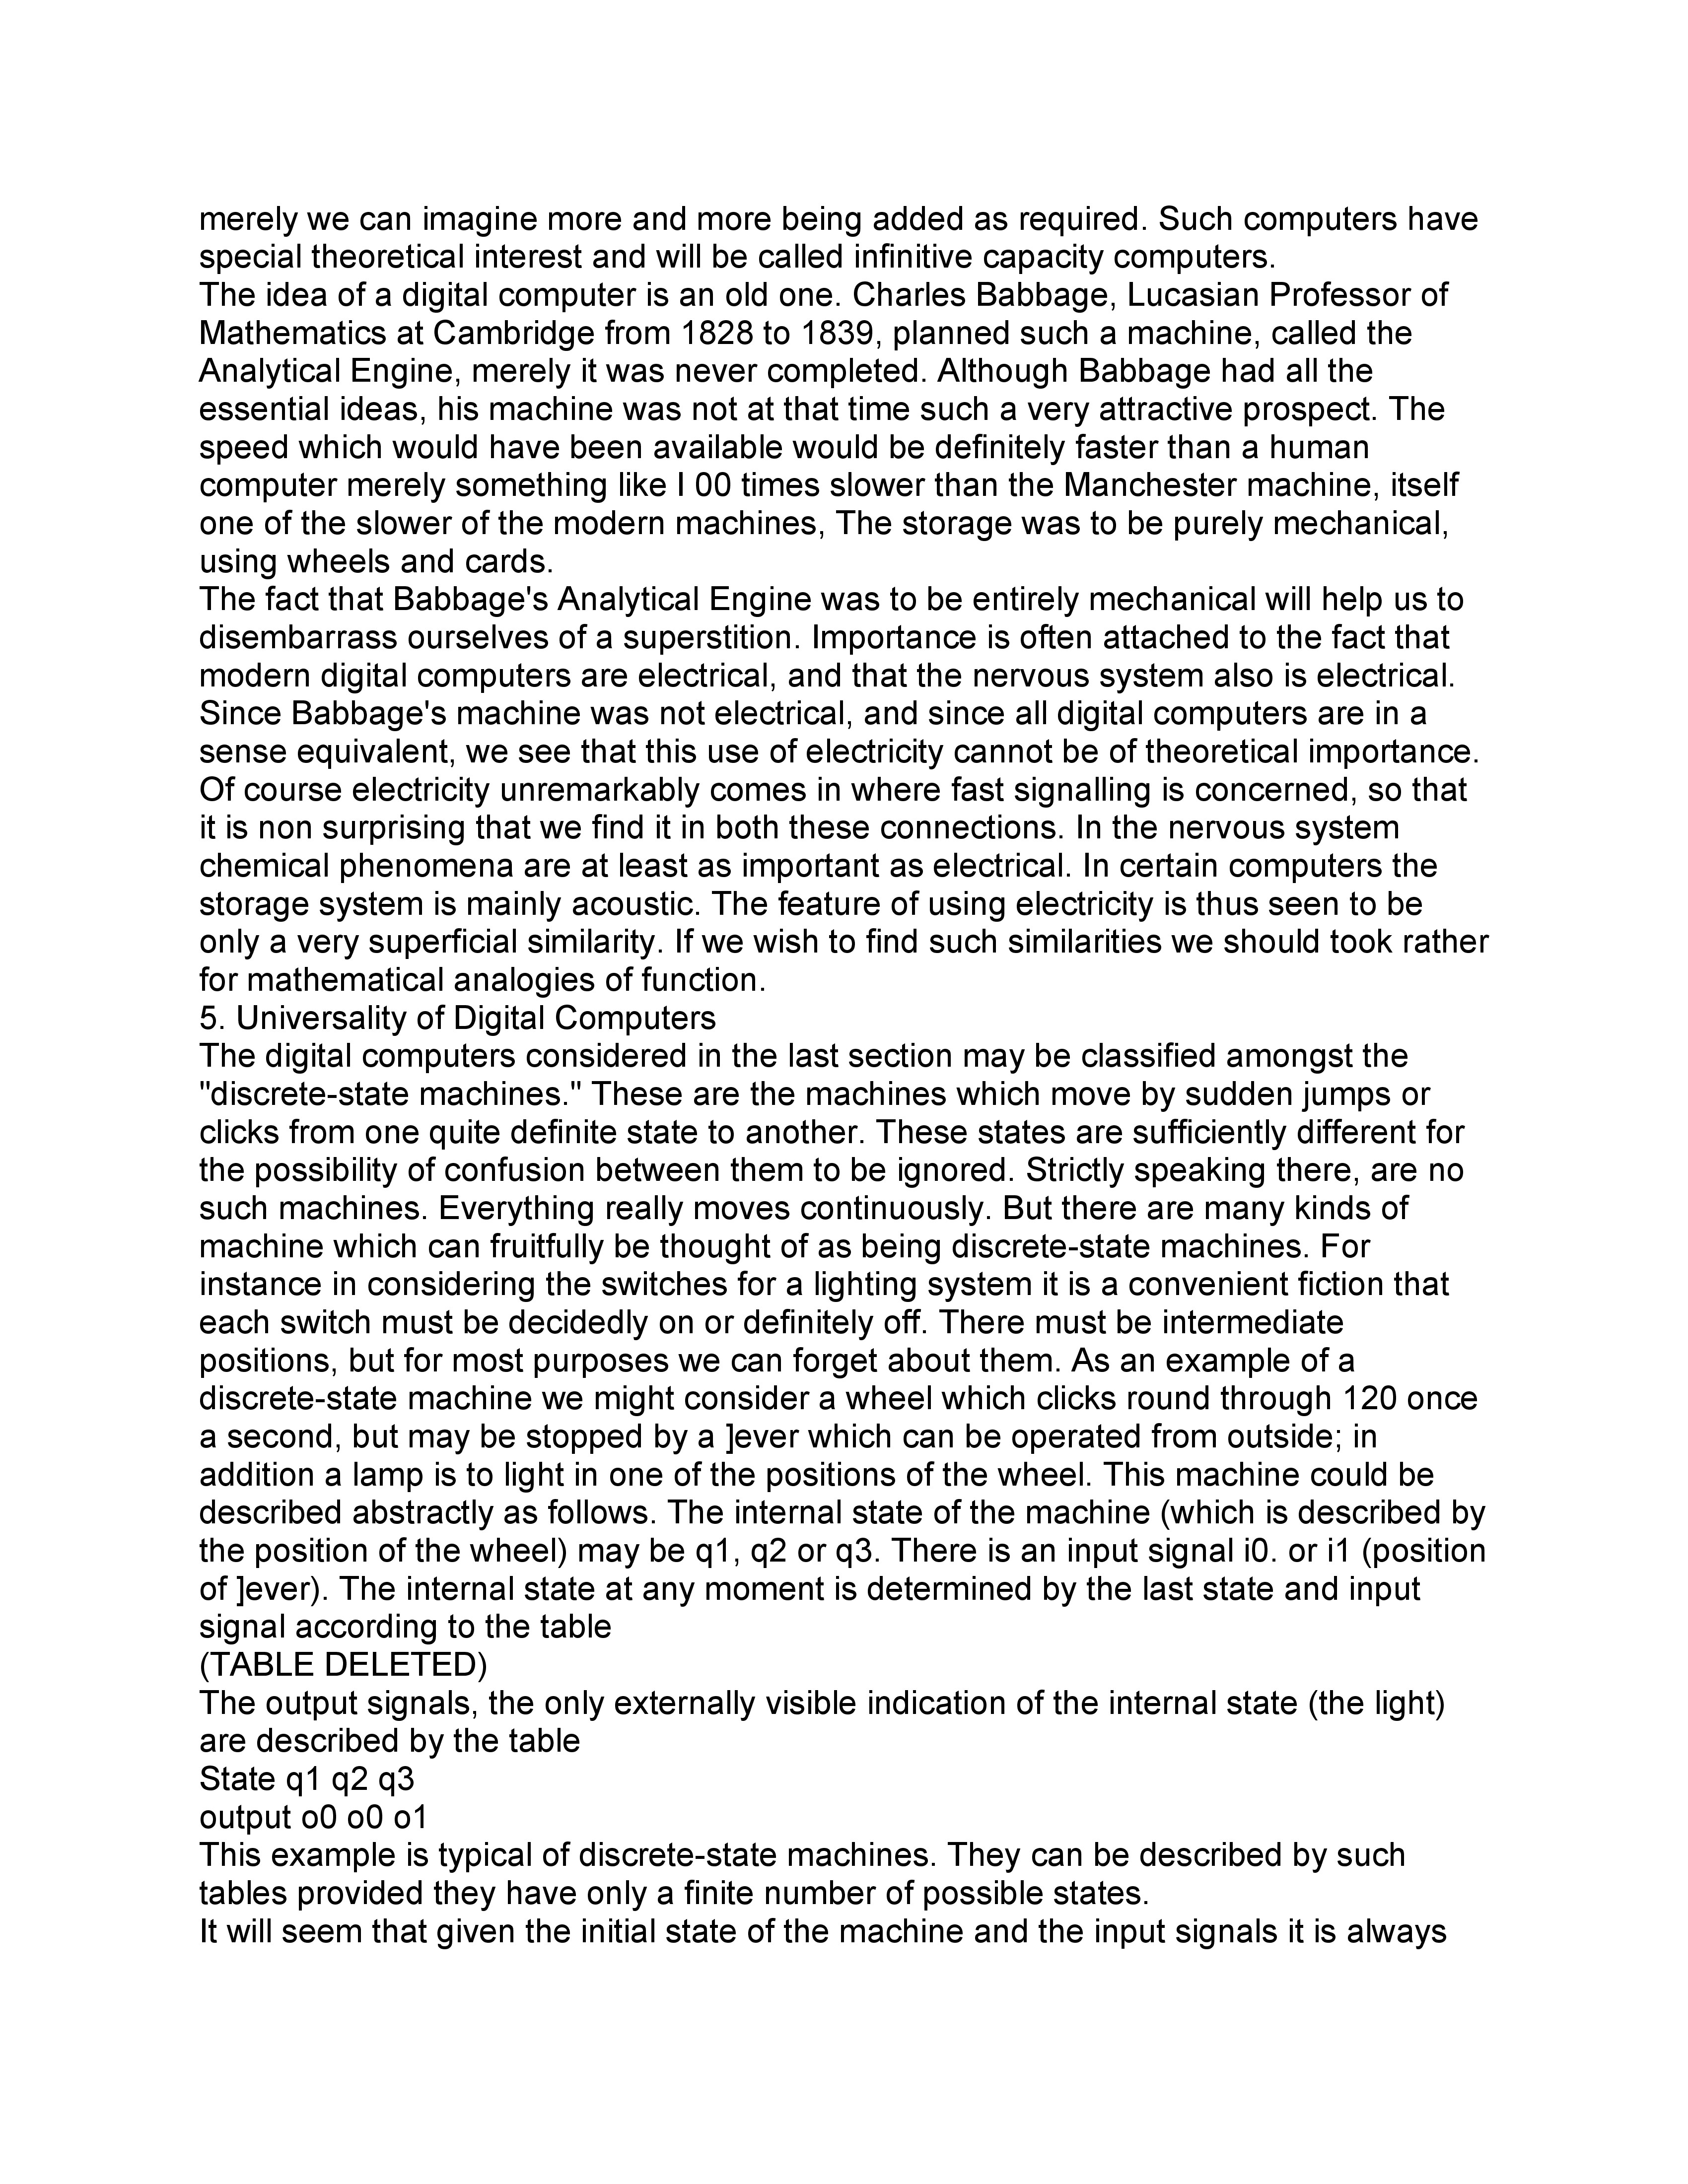 merely we can imagine more and more being added as required. Such computers have
special theoretical interest and will be called infinitive capacity computers.
The idea of a digital computer is an old one. Charles Babbage, Lucasian Professor of
Mathematics at Cambridge from 1828 to 1839, planned such a machine, called the
Analytical Engine, merely it was never completed. Although Babbage had all the
essential ideas, his machine was not at that time such a very attractive prospect. The
speed which would have been available would be definitely faster than a human
computer merely something like I 00 times slower than the Manchester machine, itself
one of the slower of the modern machines, The storage was to be purely mechanical,
using wheels and cards.
The fact that Babbage's Analytical Engine was to be entirely mechanical will help us to
disembarrass ourselves of a superstition. Importance is often attached to the fact that
modern digital computers are electrical, and that the nervous system also is electrical.
Since Babbage's machine was not electrical, and since all digital computers are in a
sense equivalent, we see that this use of electricity cannot be of theoretical importance.
Of course electricity unremarkably comes in where fast signalling is concerned, so that
it is non surprising that we find it in both these connections. In the nervous system
chemical phenomena are at least as important as electrical. In certain computers the
storage system is mainly acoustic. The feature of using electricity is thus seen to be
only a very superficial similarity. If we wish to find such similarities we should took rather
for mathematical analogies of function.
5. Universality of Digital Computers
The digital computers considered in the last section may be classified amongst the
"discrete-state machines." These are the machines which move by sudden jumps or
clicks from one quite definite state to another. These states are sufficiently different for
the possibility of confusion between them to be ignored. Strictly speaking there, are no
such machines. Everything really moves continuously. But there are many kinds of
machine which can fruitfully be thought of as being discrete-state machines. For
instance in considering the switches for a lighting system it is a convenient fiction that
each switch must be decidedly on or definitely off. There must be intermediate
positions, but for most purposes we can forget about them. As an example of a
discrete-state machine we might consider a wheel which clicks round through 120 once
a second, but may be stopped by a ]ever which can be operated from outside; in
addition a lamp is to light in one of the positions of the wheel. This machine could be
described abstractly as follows. The internal state of the machine (which is described by
the position of the wheel) may be q1, q2 or q3. There is an input signal i0. or i1 (position
of ]ever). The internal state at any moment is determined by the last state and input
signal according to the table
(TABLE DELETED)
The output signals, the only externally visible indication of the internal state (the light)
are described by the table
State q1 q2 q3
output o0 o0 o1
This example is typical of discrete-state machines. They can be described by such
tables provided they have only a finite number of possible states.
It will seem that given the initial state of the machine and the input signals it is always